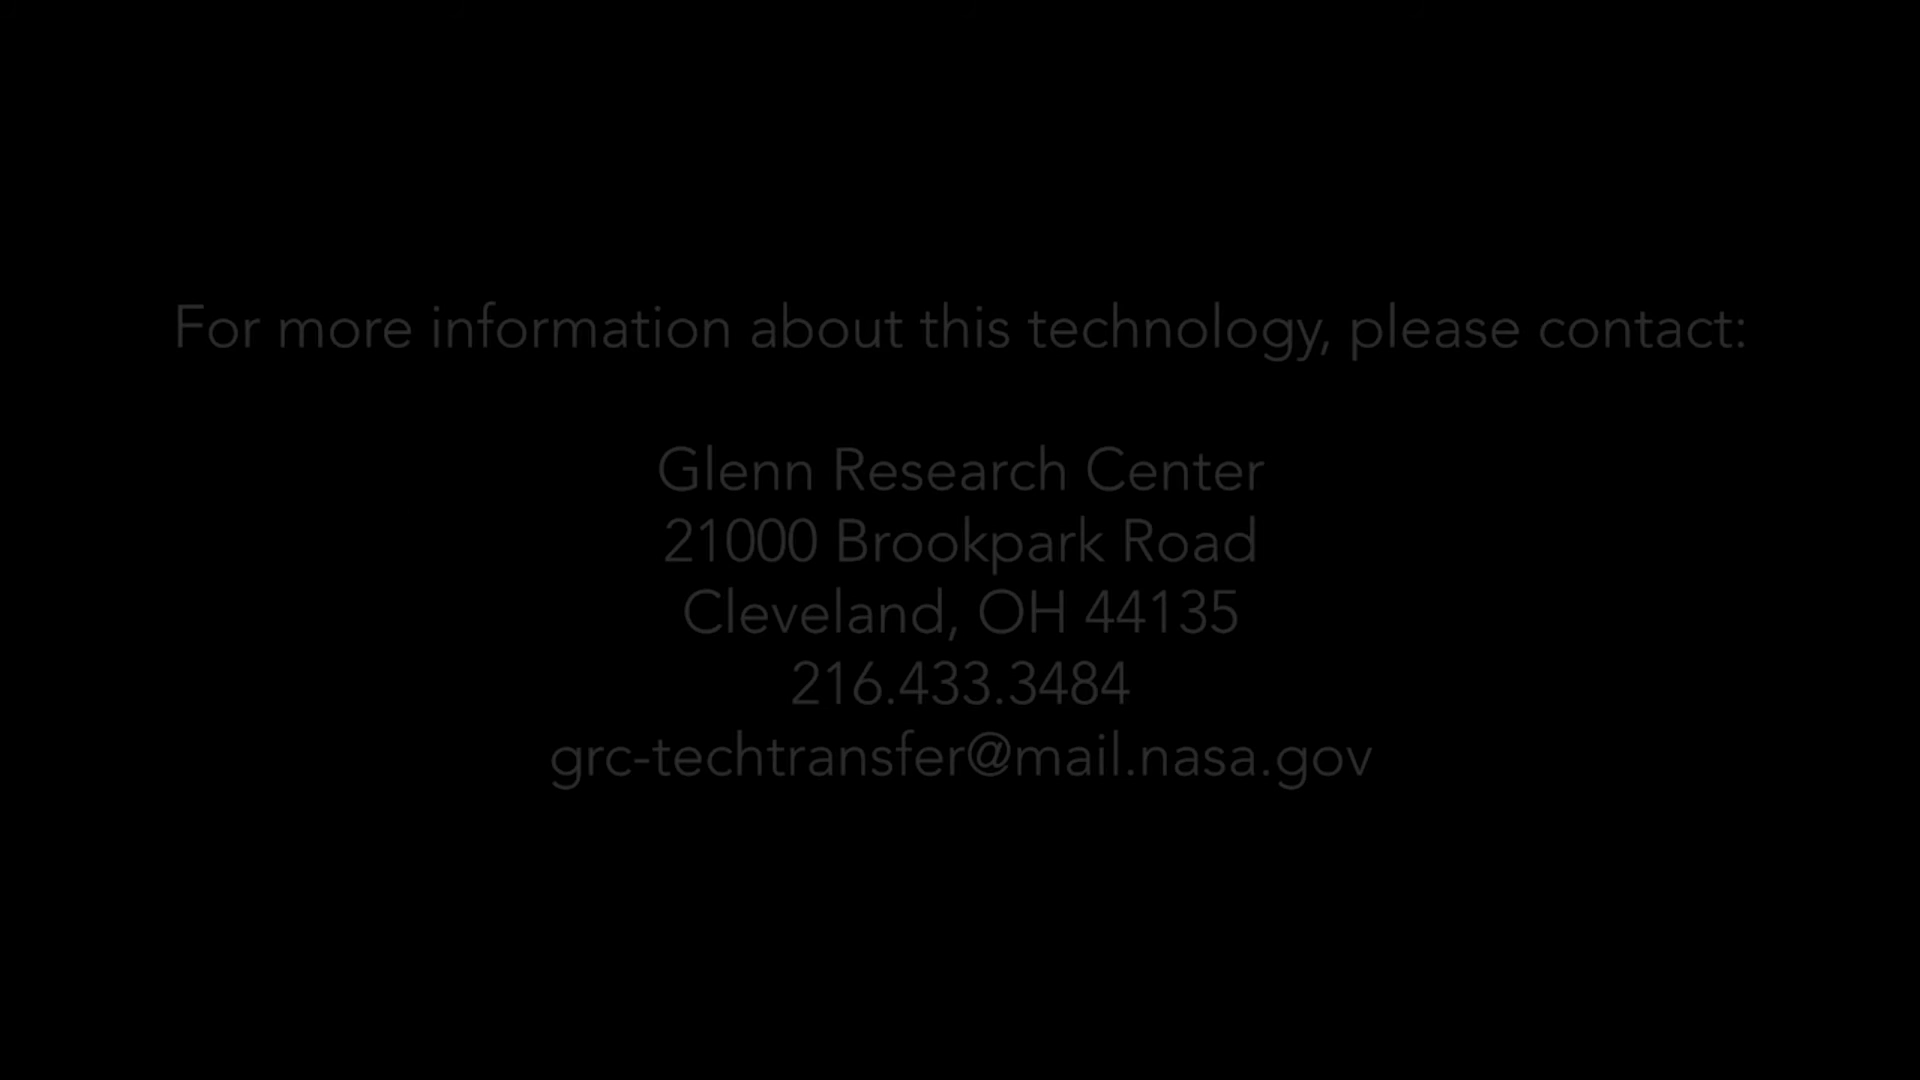 For more information about this technology, please contact:
Glenn Research Center
21000 Brookpark Road
Cleveland, OH 44135
216.433.3484
grc-techtransfer@mail.nasa.gov